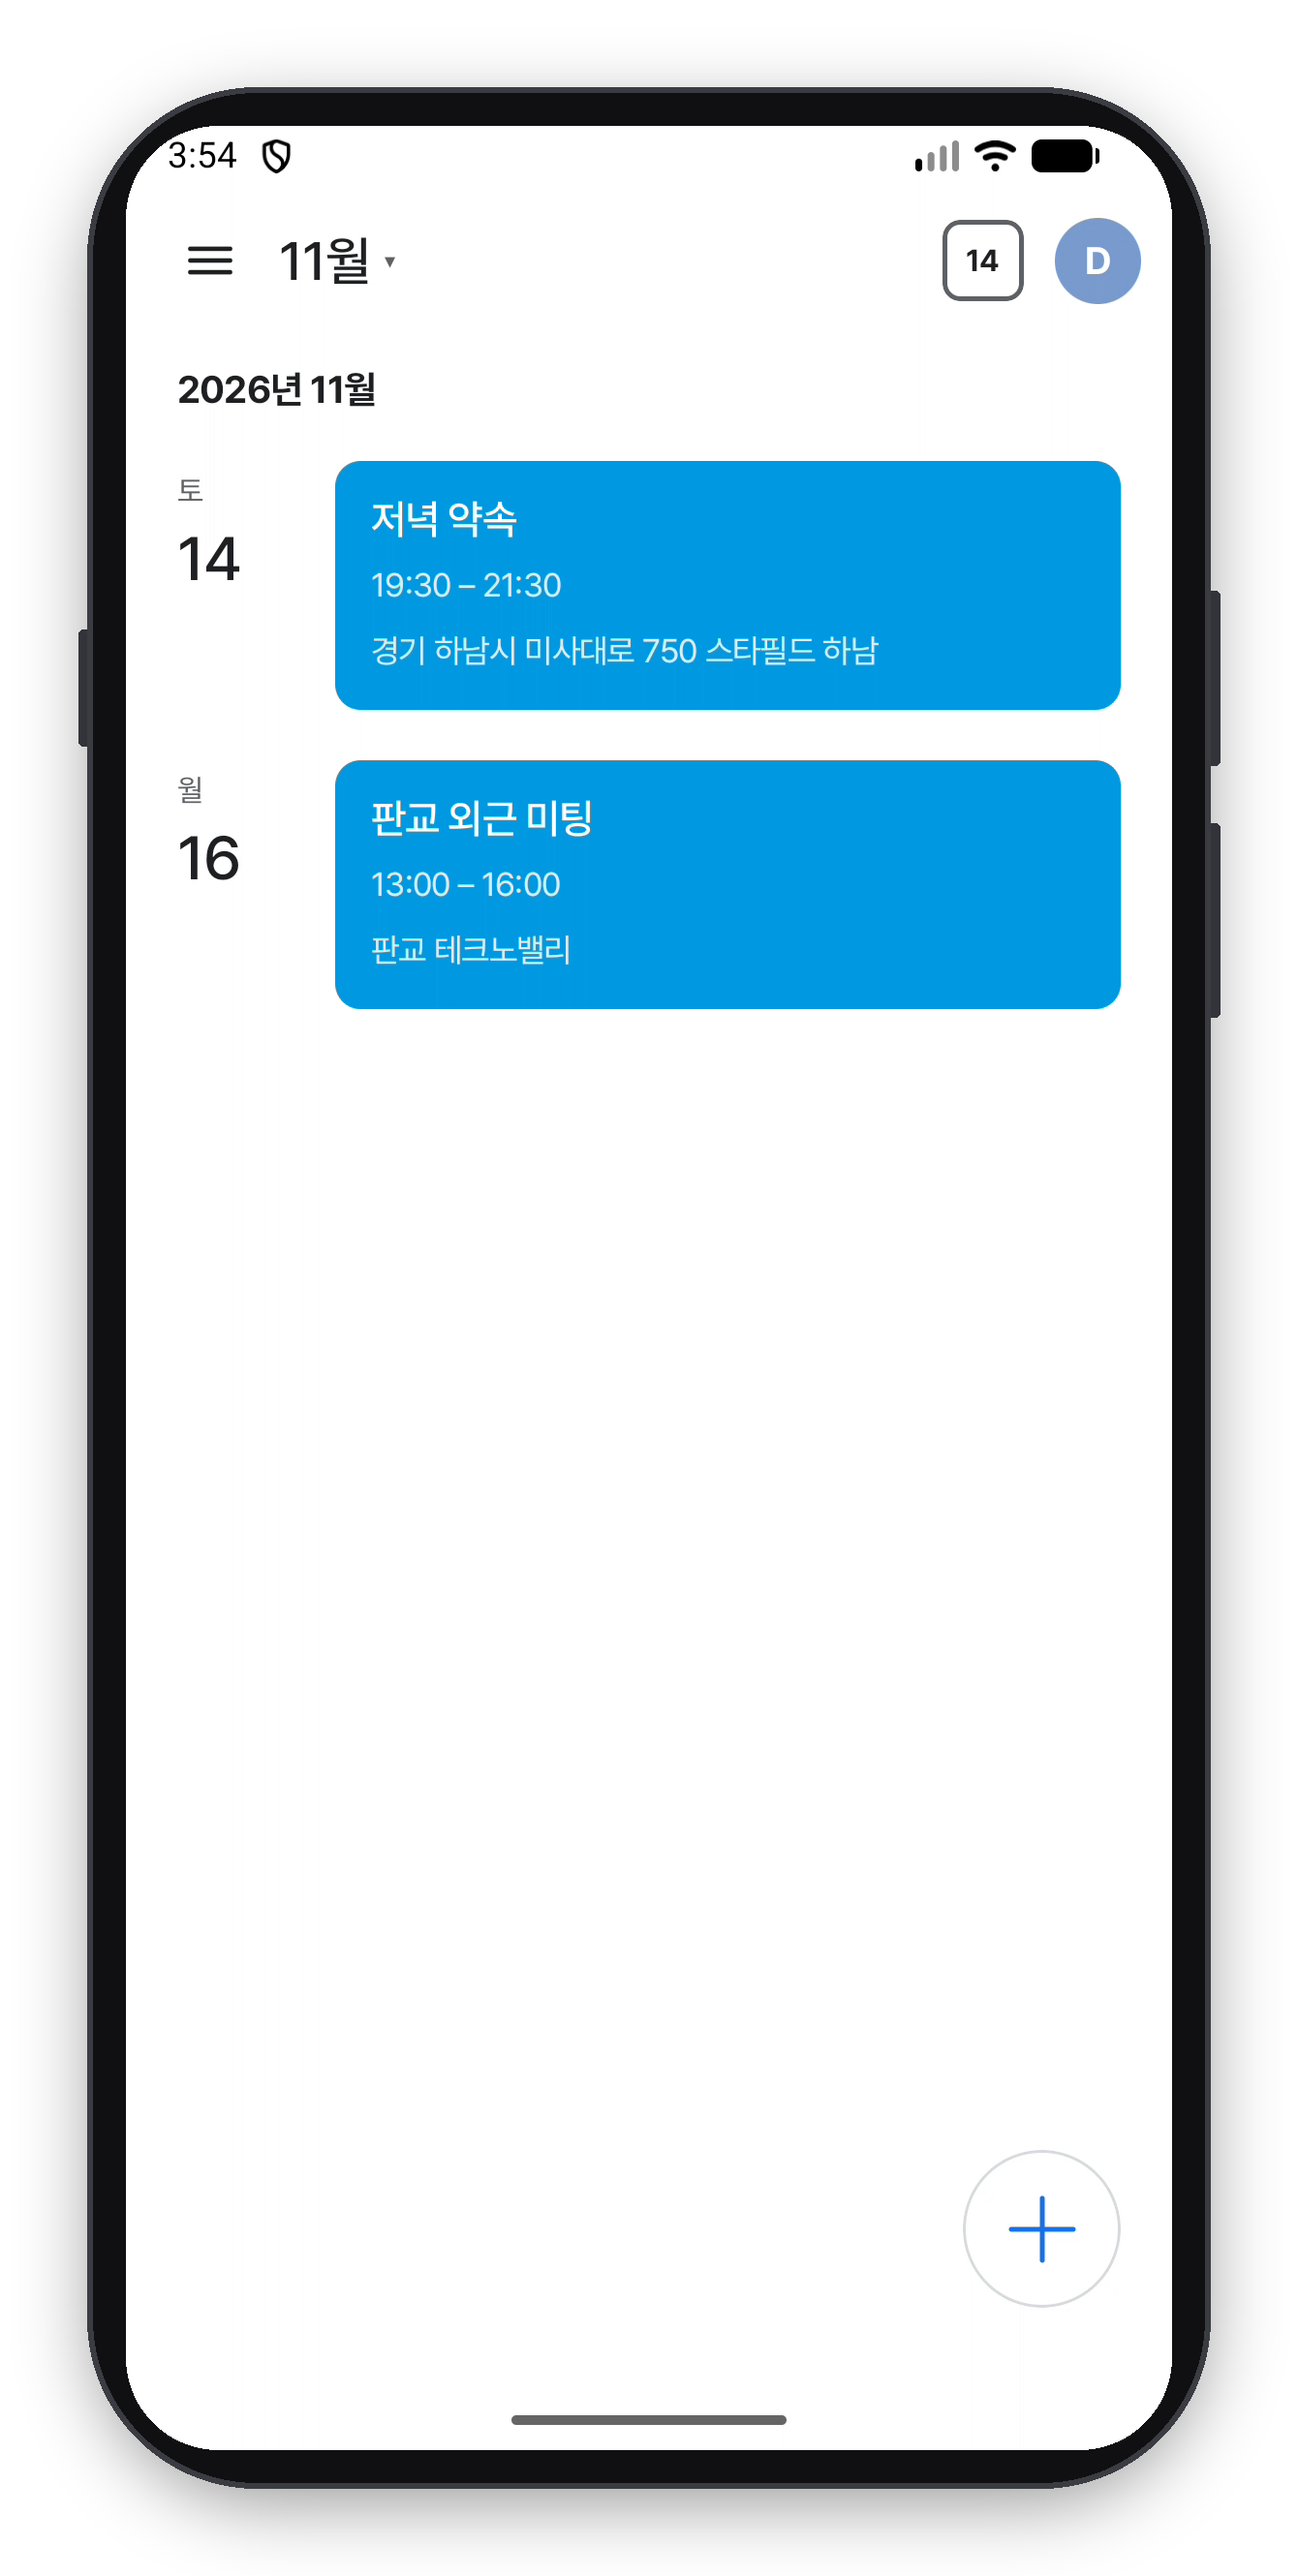 3:54
11월 ▾
14
D
2026년 11월
토
14
저녁 약속
19:30 – 21:30
경기 하남시 미사대로 750 스타필드 하남
월
16
판교 외근 미팅
13:00 – 16:00
판교 테크노밸리